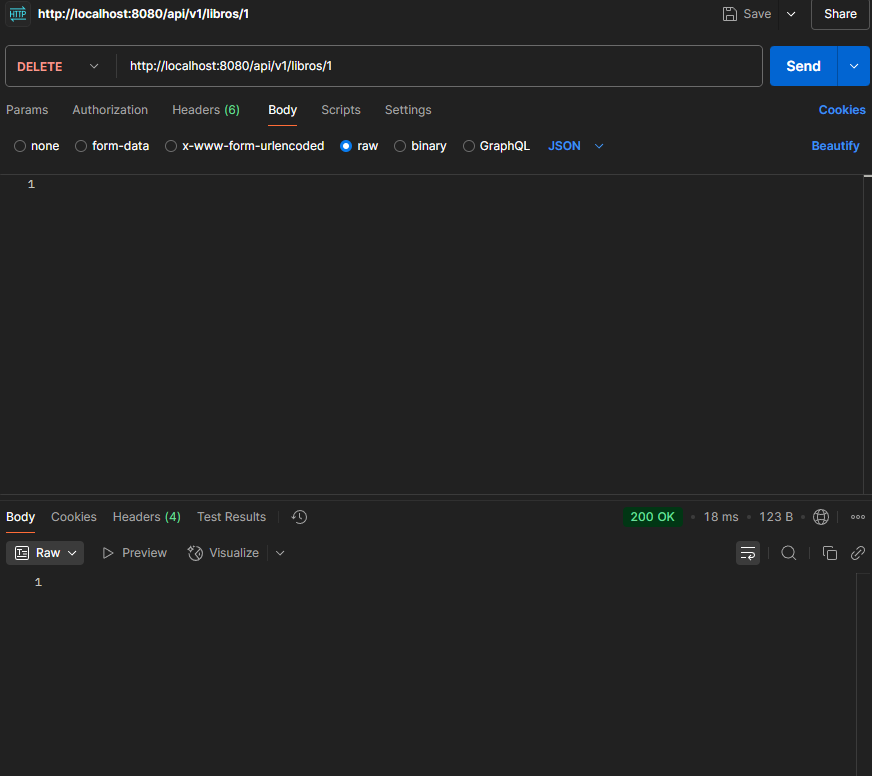 HTTP http://localhost:8080/api/v1/libros/1 Save Share
DELETE http://localhost:8080/api/v1/libros/1 Send
Params Authorization Headers (6) Body Scripts Settings Cookies
none form-data x-www-form-urlencoded raw binary GraphQL JSON Beautify
1
Body Cookies Headers (4) Test Results 200 OK • 18 ms • 123 B •
Raw Preview Visualize
1